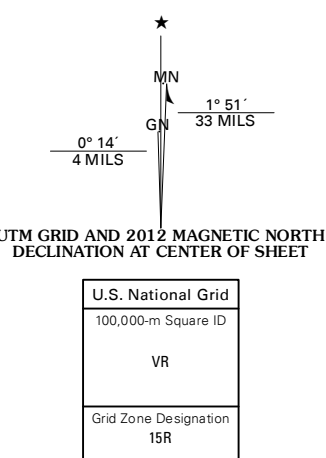 ★
MN
1° 51´
33 MILS
GN
0° 14´
4 MILS
UTM GRID AND 2012 MAGNETIC NORTH
DECLINATION AT CENTER OF SHEET
U.S. National Grid
100,000-m Square ID
VR
Grid Zone Designation
15R